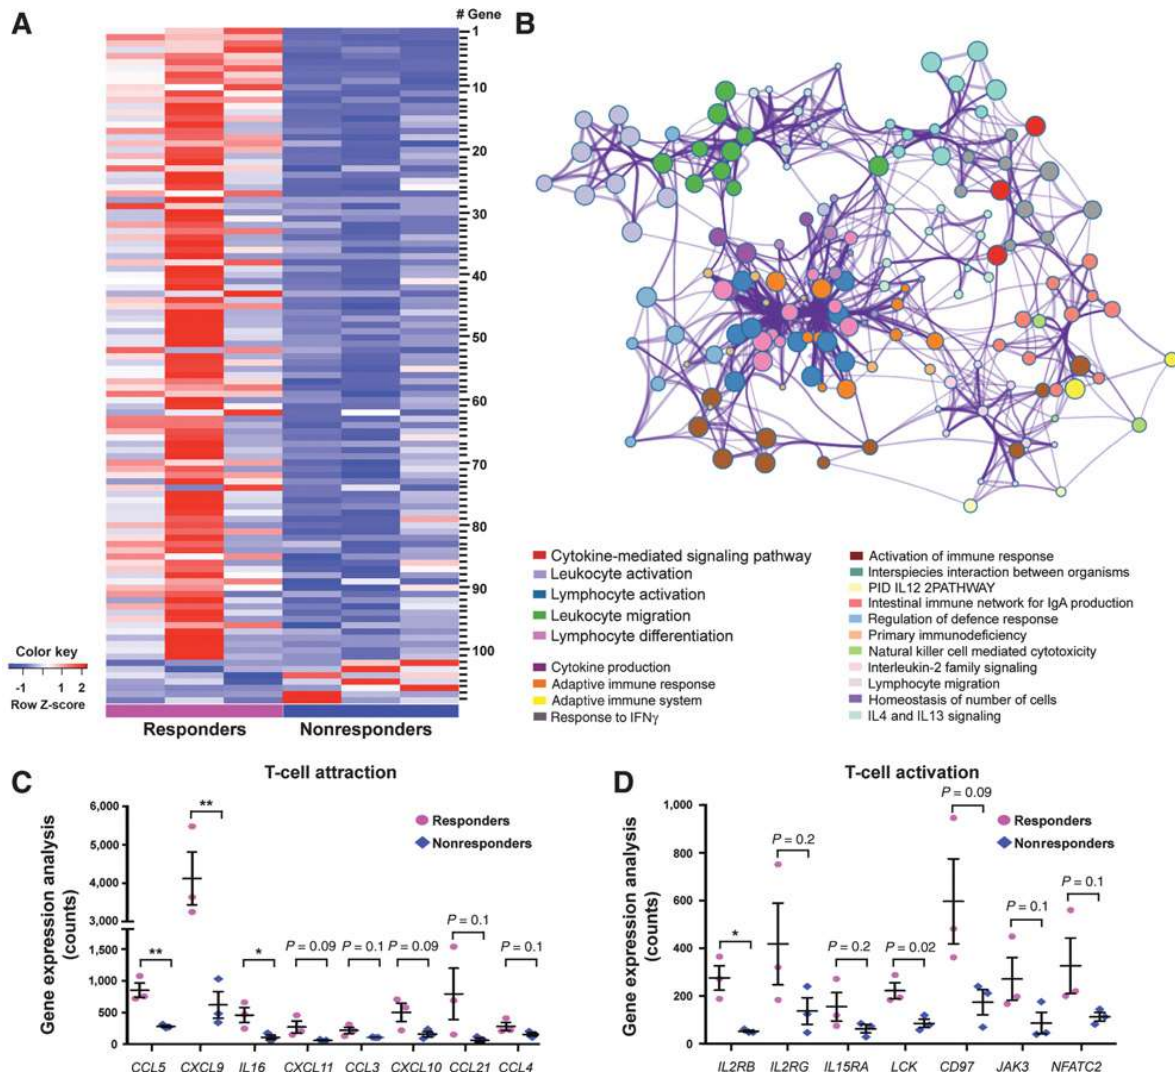 A
# Gene
1
10
20
30
40
50
60
70
80
90
100
Color key
-1 1 2
Row Z-score
Responders Nonresponders
B
Cytokine-mediated signaling pathway
Leukocyte activation
Lymphocyte activation
Leukocyte migration
Lymphocyte differentiation
Cytokine production
Adaptive immune response
Adaptive immune system
Response to IFNγ
Activation of immune response
Interspecies interaction between organisms
PID IL12 2PATHWAY
Intestinal immune network for IgA production
Regulation of defence response
Primary immunodeficiency
Natural killer cell mediated cytotoxicity
Interleukin-2 family signaling
Lymphocyte migration
Homeostasis of number of cells
IL4 and IL13 signaling
C
T-cell attraction
Gene expression analysis
(counts)
6,000
5,000
4,000
3,000
1,500
1,000
500
0
Responders
Nonresponders
**
**
*
P = 0.09
P = 0.1
P = 0.09
P = 0.1
P = 0.1
CCL5 CXCL9 IL16 CXCL11 CCL3 CXCL10 CCL21 CCL4
D
T-cell activation
Gene expression analysis
(counts)
1,000
800
600
400
200
0
Responders
Nonresponders
*
P = 0.2
P = 0.2
P = 0.02
P = 0.09
P = 0.1
P = 0.1
IL2RB IL2RG IL15RA LCK CD97 JAK3 NFATC2